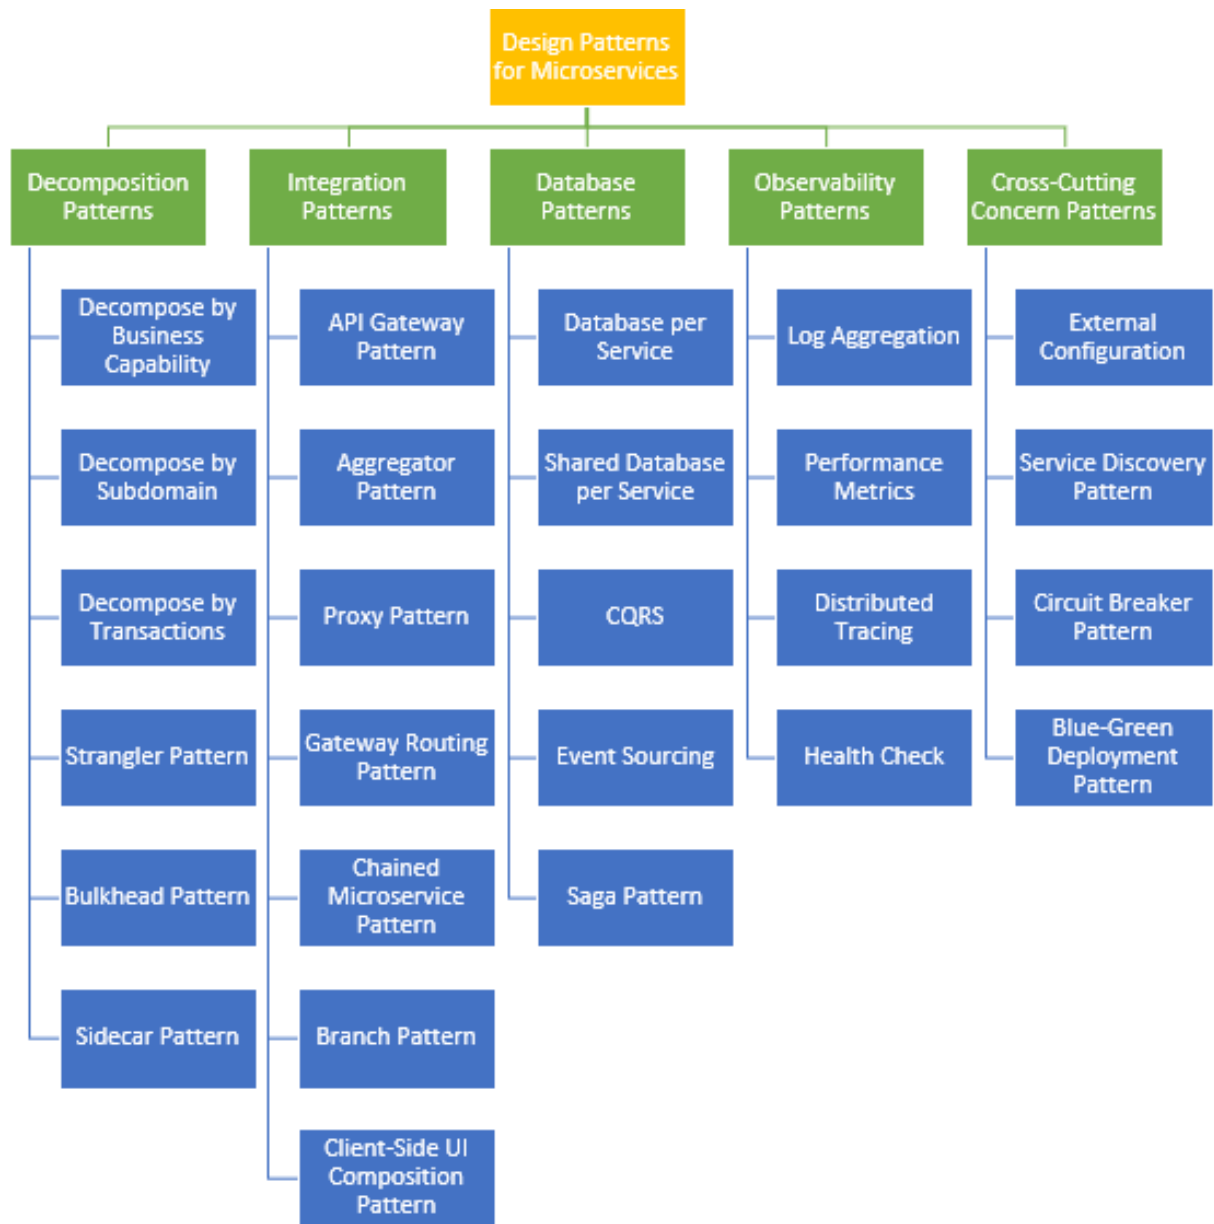 Design Patterns
for Microservices
Decomposition
Patterns
Integration
Patterns
Database
Patterns
Observability
Patterns
Cross-Cutting
Concern Patterns
Decompose by
Business
Capability
Decompose by
Subdomain
Decompose by
Transactions
Strangler Pattern
Bulkhead Pattern
Sidecar Pattern
API Gateway
Pattern
Aggregator
Pattern
Proxy Pattern
Gateway Routing
Pattern
Chained
Microservice
Pattern
Branch Pattern
Client-Side UI
Composition
Pattern
Database per
Service
Shared Database
per Service
CQRS
Event Sourcing
Saga Pattern
Log Aggregation
Performance
Metrics
Distributed
Tracing
Health Check
External
Configuration
Service Discovery
Pattern
Circuit Breaker
Pattern
Blue-Green
Deployment
Pattern